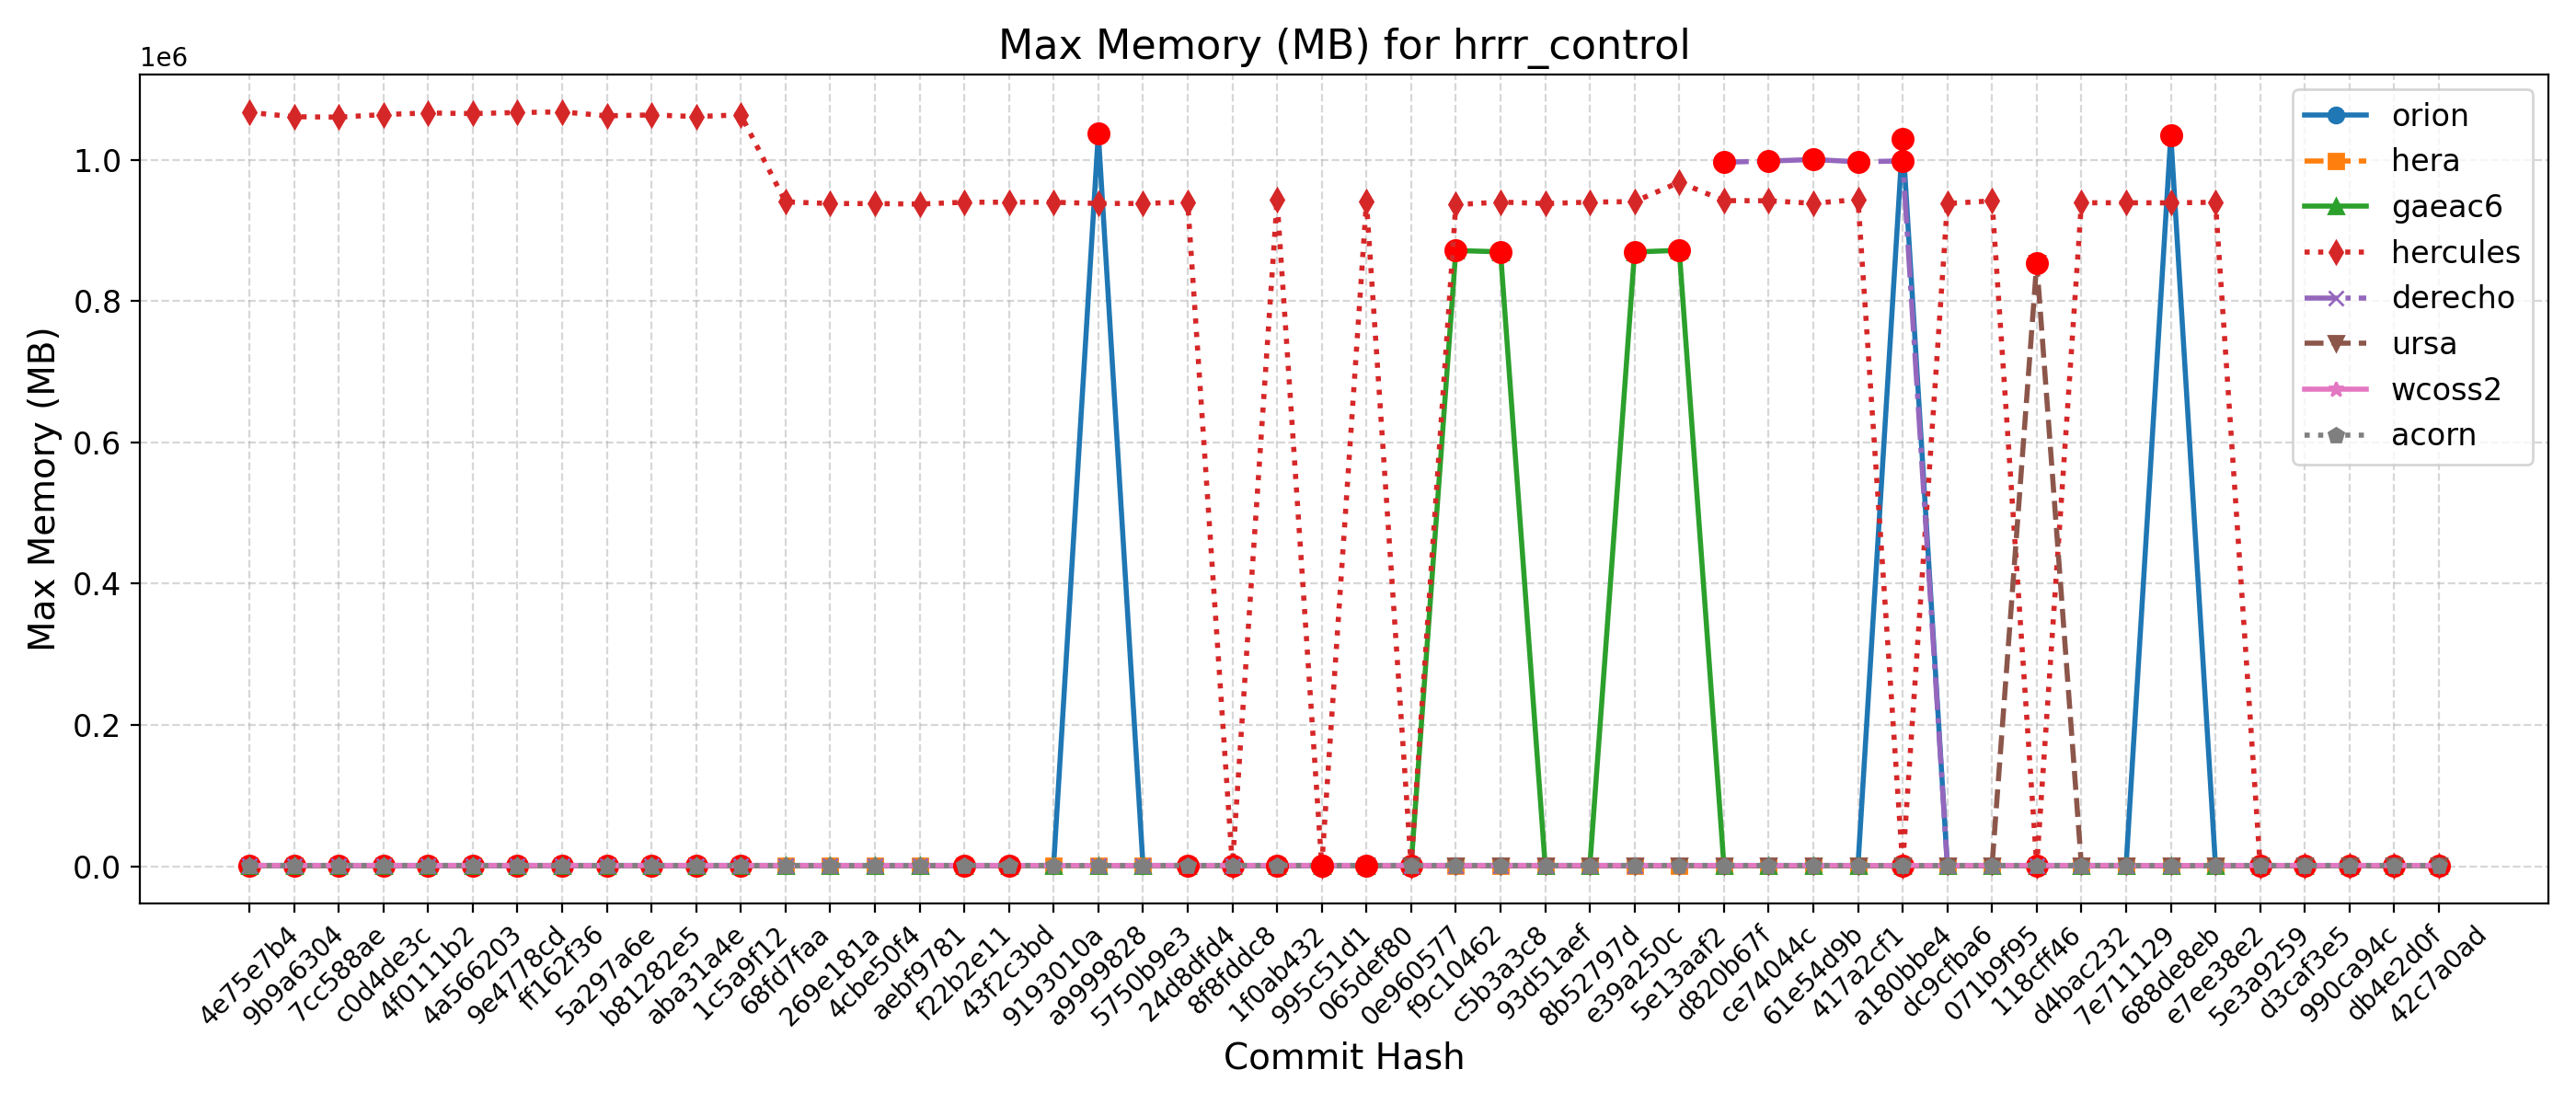 Max Memory (MB) for hrrr_control
1e6
1.0
0.8
0.6
0.4
0.2
0.0
Max Memory (MB)
orion
hera
gaeac6
hercules
derecho
ursa
wcoss2
acorn
4e75e7b4
9b9a6304
7cc588ae
c0d4de3c
4f0111b2
4a566203
9e4778cd
ff162f36
5a297a6e
b81282e5
aba31a4e
1c5a9f12
68fd7faa
269e181a
4cbe50f4
aebf9781
f22b2e11
43f2c3bd
9193010a
a9999828
5750b9e3
24d8dfd4
8f8fddc8
1f0ab432
995c51d1
065def80
0e960577
f9c10462
c5b3a3c8
93d51aef
8b52797d
e39a250c
5e13aaf2
d820b67f
ce74044c
61e54d9b
417a2cf1
a180bbe4
dc9cfba6
071b9f95
118cff46
d4bac232
7e711129
688de8eb
e7ee38e2
5e3a9259
d3caf3e5
990ca94c
db4e2d0f
42c7a0ad
Commit Hash